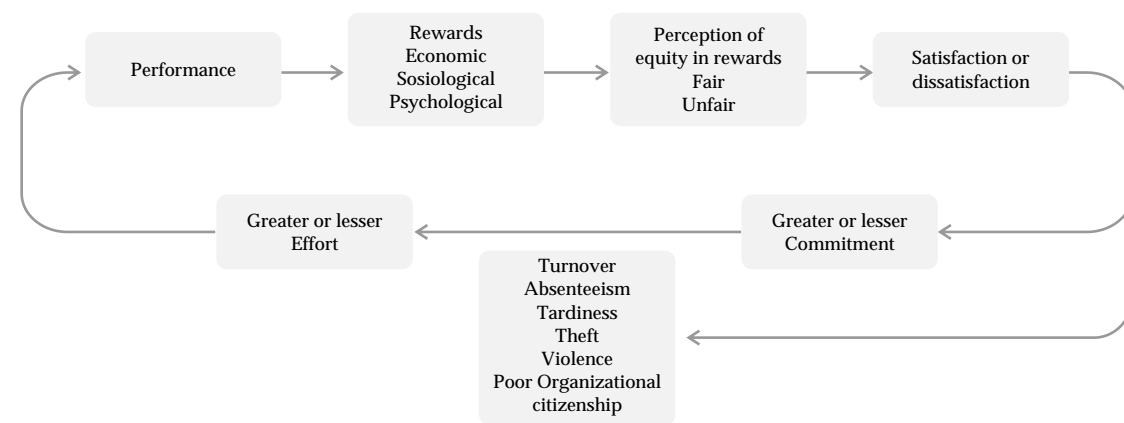 Performance
Rewards
Economic
Sosiological
Psychological
Perception of
equity in rewards
Fair
Unfair
Satisfaction or
dissatisfaction
Greater or lesser
Effort
Greater or lesser
Commitment
Turnover
Absenteeism
Tardiness
Theft
Violence
Poor Organizational
citizenship